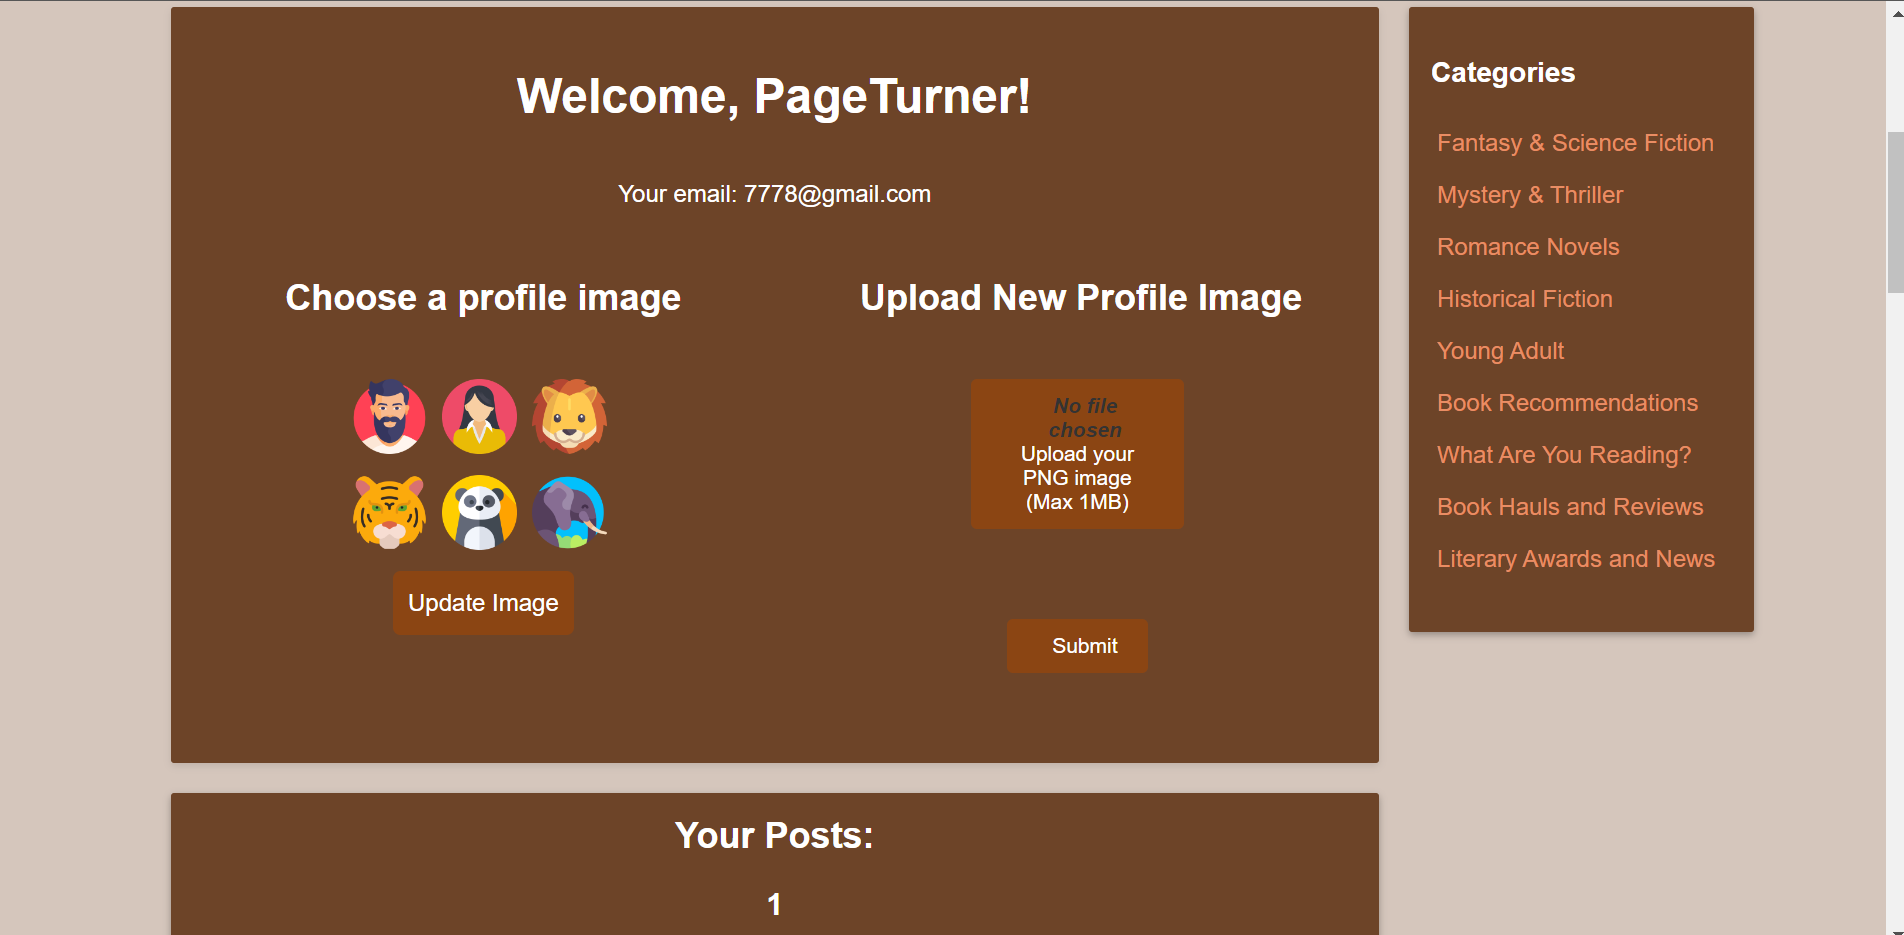 Welcome, PageTurner!
Your email: 7778@gmail.com
Choose a profile image
Update Image
Upload New Profile Image
No file
chosen
Upload your
PNG image
(Max 1MB)
Submit
Your Posts:
1
Categories
Fantasy & Science Fiction
Mystery & Thriller
Romance Novels
Historical Fiction
Young Adult
Book Recommendations
What Are You Reading?
Book Hauls and Reviews
Literary Awards and News